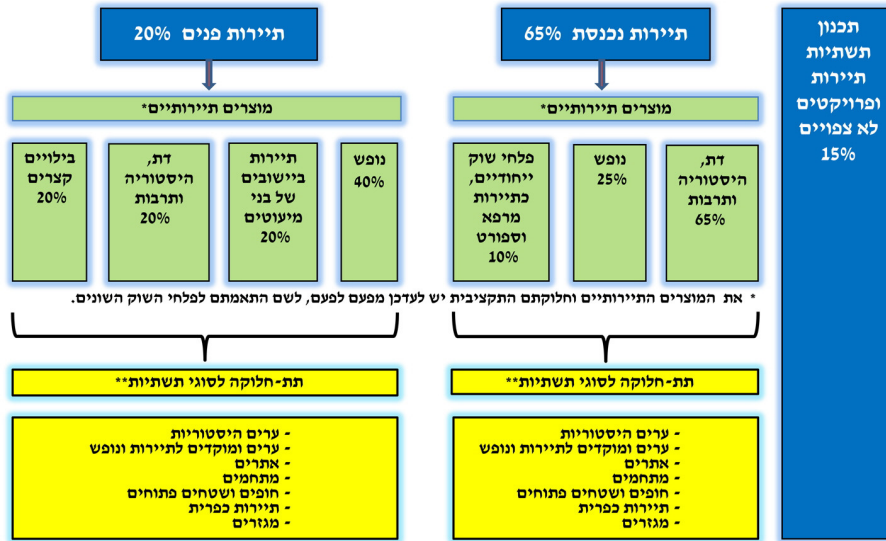 תכנון
תשתיות
תיירות
ופרויקטים
לא צפויים
15%
תיירות נכנסת 65%
מוצרים תיירותיים*
דת,
היסטוריה
ותרבות
65%
נופש
25%
פלחי שוק
ייחודיים,
כתיירות
מרפא
וספורט
10%
תיירות פנים 20%
מוצרים תיירותיים*
נופש
40%
תיירות
ביישובים
של בני
מיעוטים
20%
דת,
היסטוריה
ותרבות
20%
בילויים
קצרים
20%
* את המוצרים התיירותיים וחלוקתם התקציבית יש לעדכן מפעם לפעם, לשם התאמתם לפלחי השוק השונים.
תת-חלוקה לסוגי תשתיות**
- ערים היסטוריות
- ערים ומוקדים לתיירות ונופש
- אתרים
- מתחמים
- חופים ושטחים פתוחים
- תיירות כפרית
- מגזרים
תת-חלוקה לסוגי תשתיות**
- ערים היסטוריות
- ערים ומוקדים לתיירות ונופש
- אתרים
- מתחמים
- חופים ושטחים פתוחים
- תיירות כפרית
- מגזרים